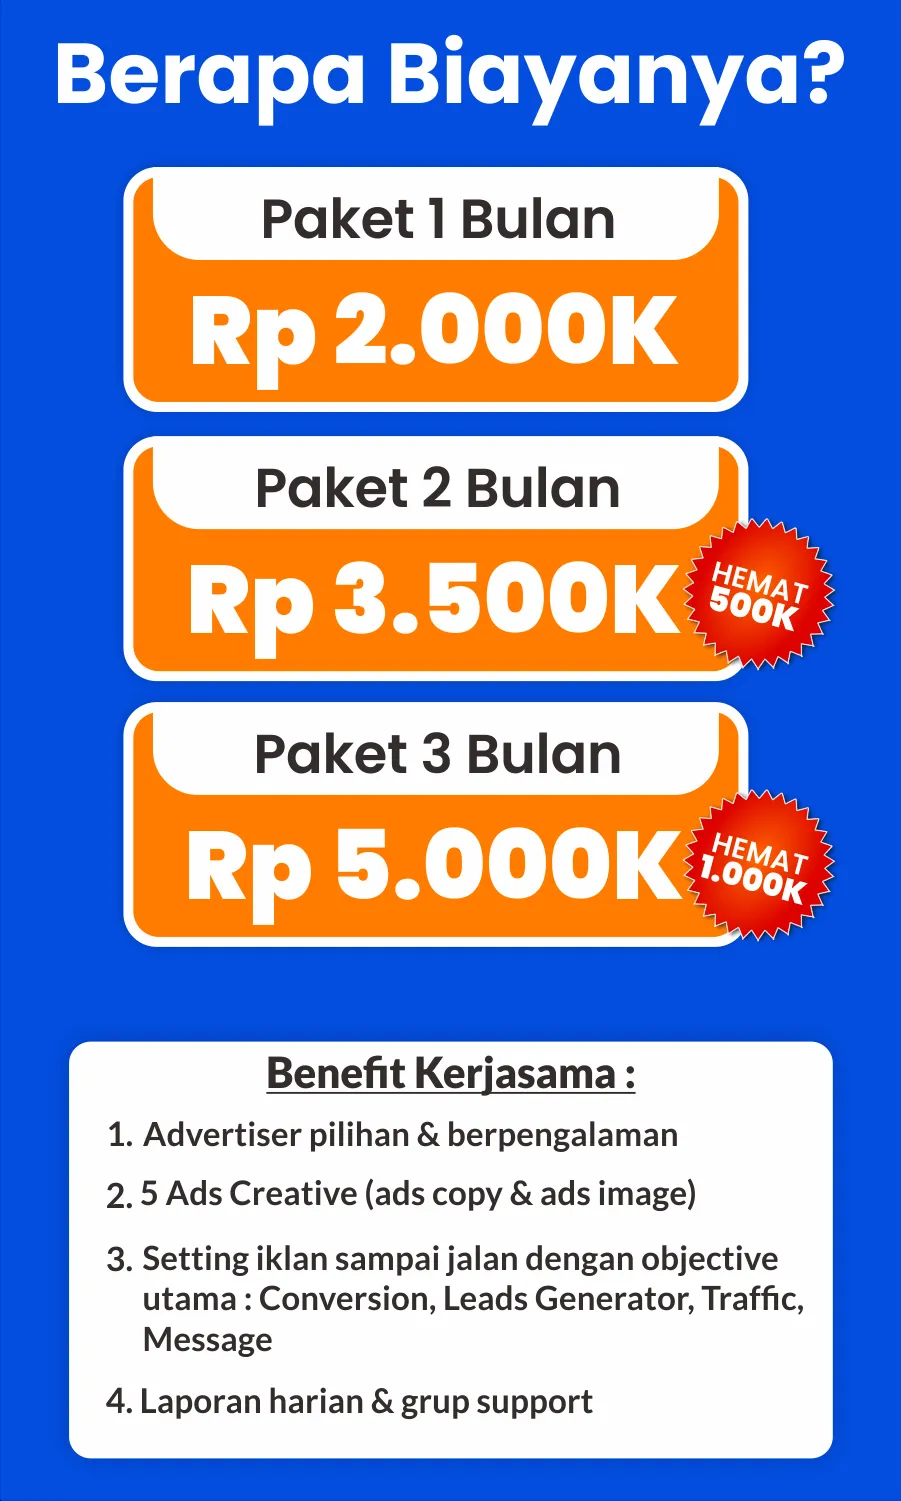 Berapa Biayanya?
Paket 1 Bulan
Rp 2.000K
Paket 2 Bulan
Rp 3.500K
HEMAT
500K
Paket 3 Bulan
Rp 5.000K
HEMAT
1.000K
Benefit Kerjasama :
1. Advertiser pilihan & berpengalaman
2. 5 Ads Creative (ads copy & ads image)
3. Setting iklan sampai jalan dengan objective
utama : Conversion, Leads Generator, Traffic,
Message
4. Laporan harian & grup support